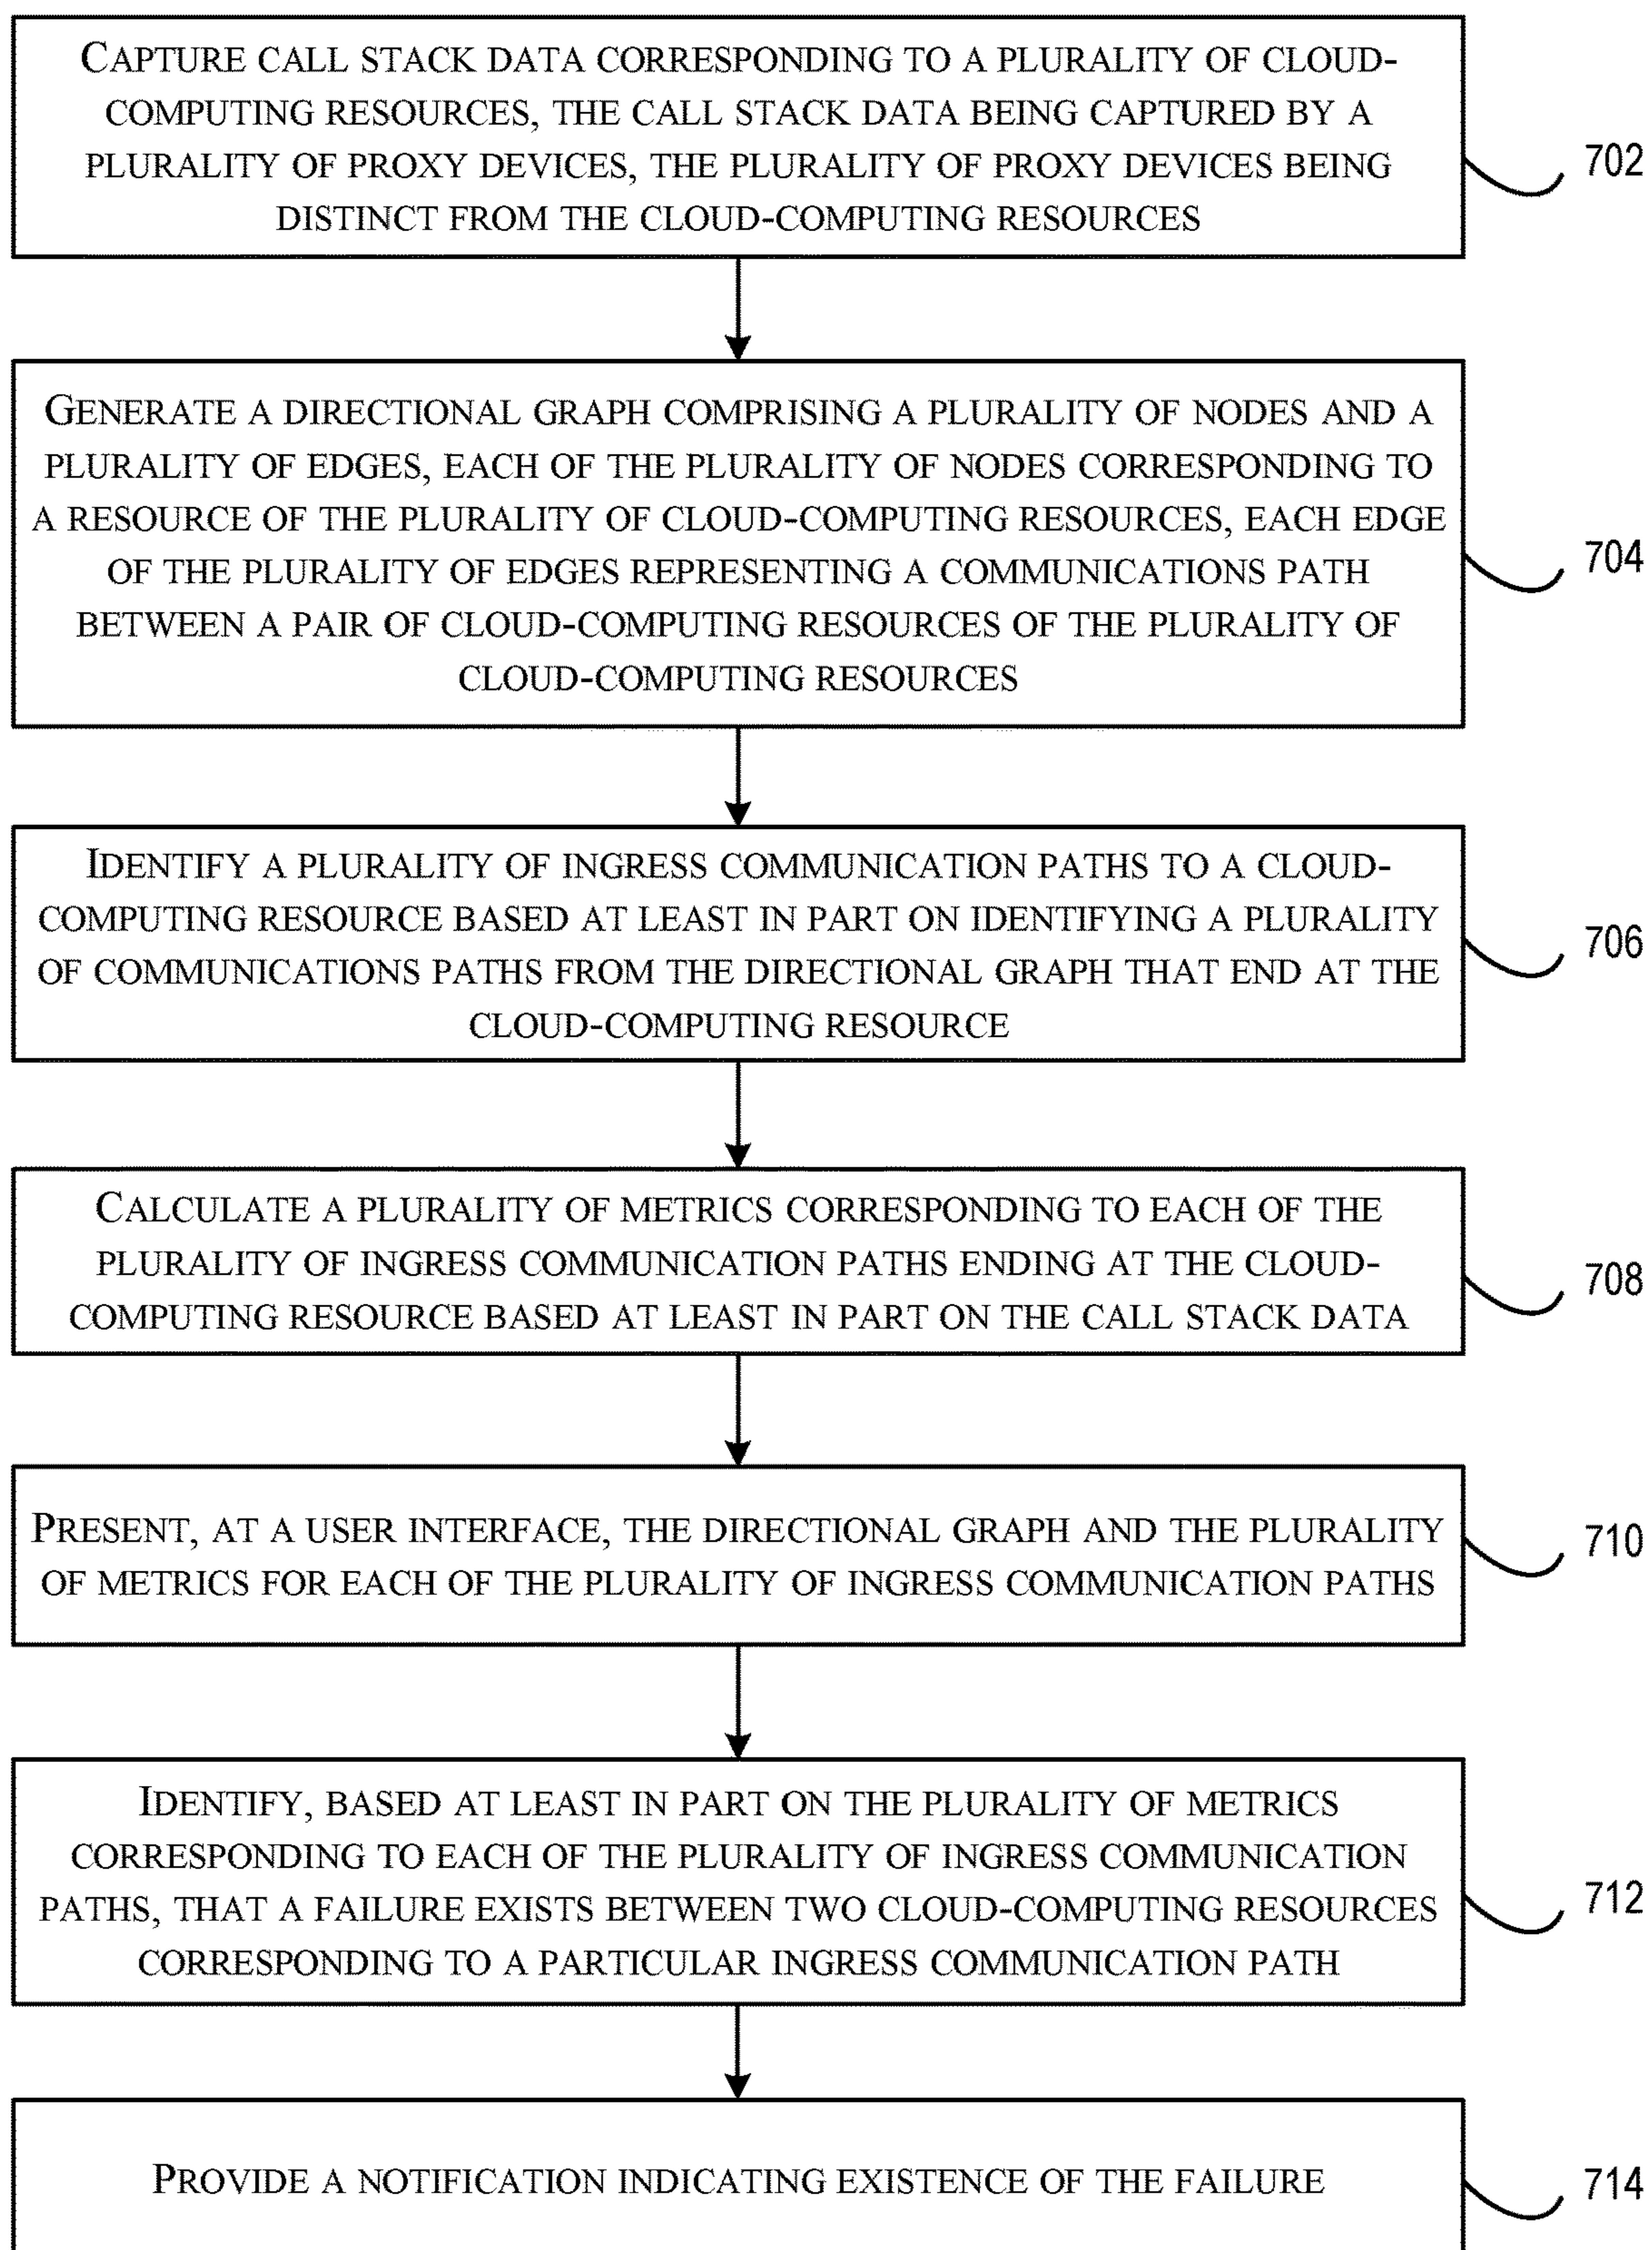 CAPTURE CALL STACK DATA CORRESPONDING TO A PLURALITY OF CLOUD-
COMPUTING RESOURCES, THE CALL STACK DATA BEING CAPTURED BY A
PLURALITY OF PROXY DEVICES, THE PLURALITY OF PROXY DEVICES BEING
DISTINCT FROM THE CLOUD-COMPUTING RESOURCES
702
GENERATE A DIRECTIONAL GRAPH COMPRISING A PLURALITY OF NODES AND A
PLURALITY OF EDGES, EACH OF THE PLURALITY OF NODES CORRESPONDING TO
A RESOURCE OF THE PLURALITY OF CLOUD-COMPUTING RESOURCES, EACH EDGE
OF THE PLURALITY OF EDGES REPRESENTING A COMMUNICATIONS PATH
BETWEEN A PAIR OF CLOUD-COMPUTING RESOURCES OF THE PLURALITY OF
CLOUD-COMPUTING RESOURCES
704
IDENTIFY A PLURALITY OF INGRESS COMMUNICATION PATHS TO A CLOUD-
COMPUTING RESOURCE BASED AT LEAST IN PART ON IDENTIFYING A PLURALITY
OF COMMUNICATIONS PATHS FROM THE DIRECTIONAL GRAPH THAT END AT THE
CLOUD-COMPUTING RESOURCE
706
CALCULATE A PLURALITY OF METRICS CORRESPONDING TO EACH OF THE
PLURALITY OF INGRESS COMMUNICATION PATHS ENDING AT THE CLOUD-
COMPUTING RESOURCE BASED AT LEAST IN PART ON THE CALL STACK DATA
708
PRESENT, AT A USER INTERFACE, THE DIRECTIONAL GRAPH AND THE PLURALITY
OF METRICS FOR EACH OF THE PLURALITY OF INGRESS COMMUNICATION PATHS
710
IDENTIFY, BASED AT LEAST IN PART ON THE PLURALITY OF METRICS
CORRESPONDING TO EACH OF THE PLURALITY OF INGRESS COMMUNICATION
PATHS, THAT A FAILURE EXISTS BETWEEN TWO CLOUD-COMPUTING RESOURCES
CORRESPONDING TO A PARTICULAR INGRESS COMMUNICATION PATH
712
PROVIDE A NOTIFICATION INDICATING EXISTENCE OF THE FAILURE
714